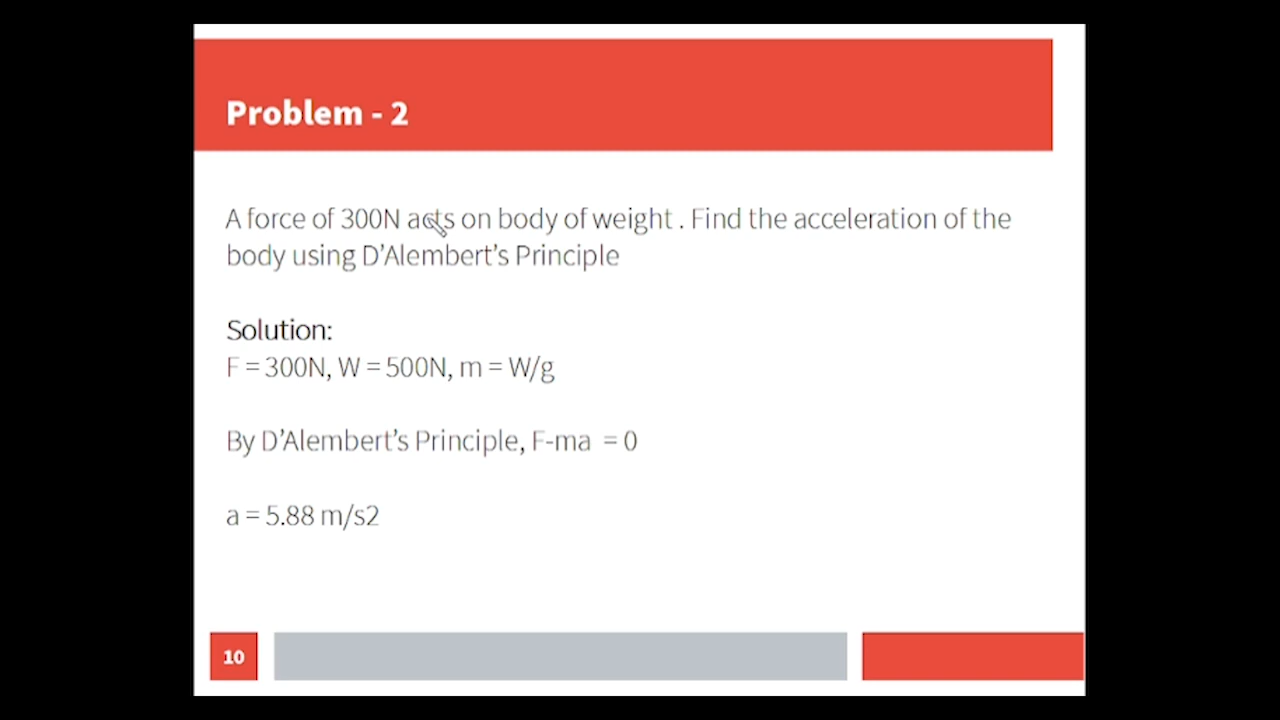 Problem - 2
A force of 300N acts on body of weight . Find the acceleration of the
body using D’Alembert’s Principle
Solution:
F = 300N, W = 500N, m = W/g
By D’Alembert’s Principle, F-ma = 0
a = 5.88 m/s2
10